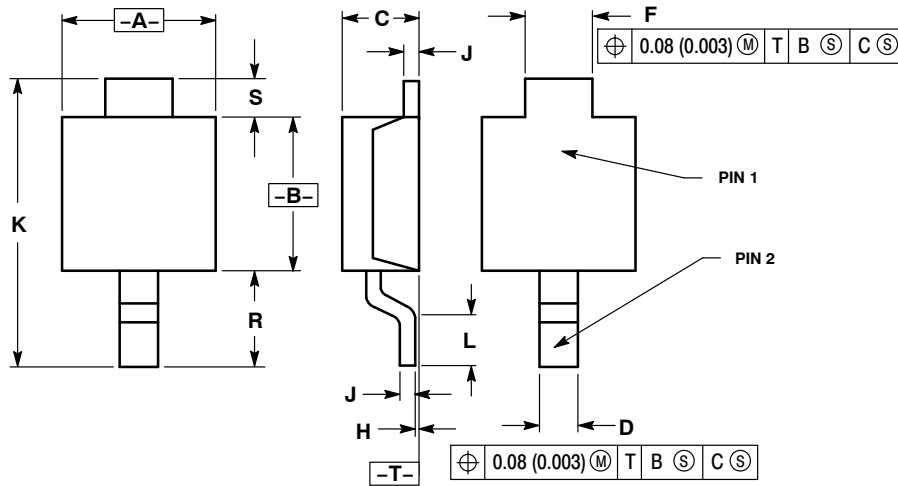 –A–
C
F
⌖ 0.08 (0.003) Ⓜ T B Ⓢ C Ⓢ
J
S
K
–B–
PIN 1
PIN 2
R
L
J
H
D
⌖ 0.08 (0.003) Ⓜ T B Ⓢ C Ⓢ
–T–